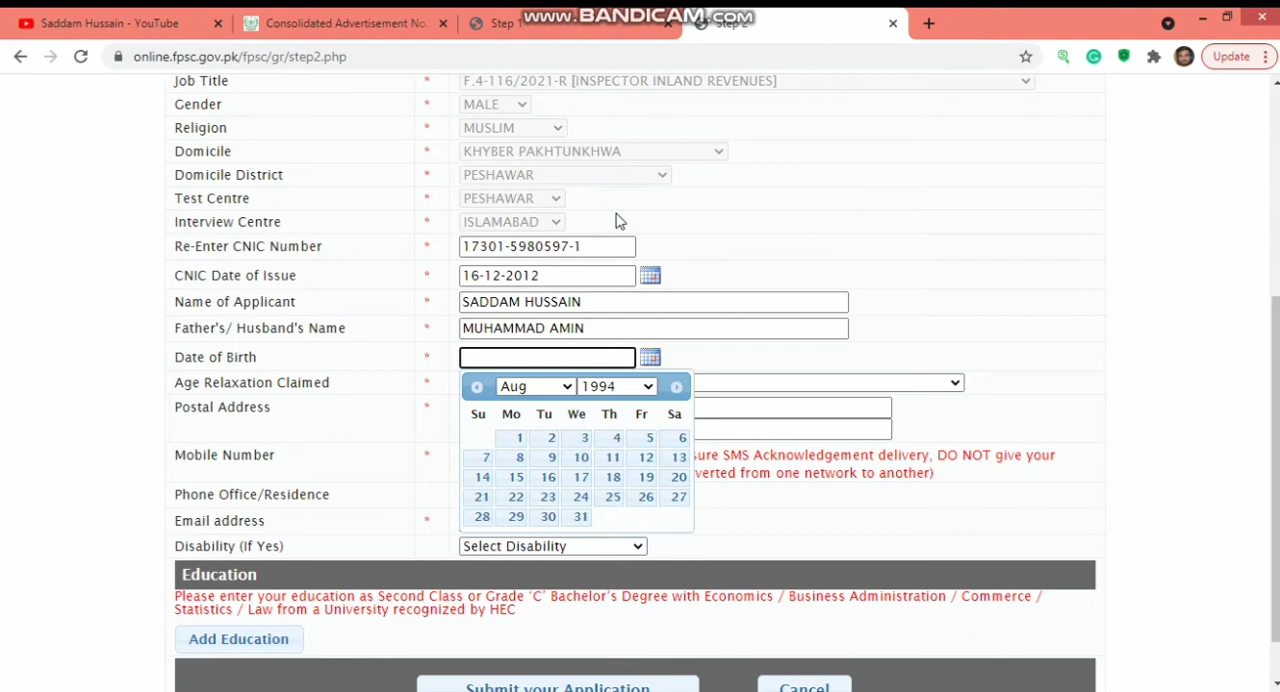 Saddam Hussain - YouTube
Consolidated Advertisement No.
Step 1
Step 2
WWW.BANDICAM.COM
online.fpsc.gov.pk/fpsc/gr/step2.php
Update
Job Title * F.4-116/2021-R [INSPECTOR INLAND REVENUES]
Gender * MALE
Religion * MUSLIM
Domicile * KHYBER PAKHTUNKHWA
Domicile District * PESHAWAR
Test Centre * PESHAWAR
Interview Centre * ISLAMABAD
Re-Enter CNIC Number * 17301-5980597-1
CNIC Date of Issue * 16-12-2012
Name of Applicant * SADDAM HUSSAIN
Father's/ Husband's Name * MUHAMMAD AMIN
Date of Birth *
Age Relaxation Claimed *
Aug 1994
Postal Address *
Su Mo Tu We Th Fr Sa
1 2 3 4 5 6
7 8 9 10 11 12 13
14 15 16 17 18 19 20
21 22 23 24 25 26 27
28 29 30 31
Mobile Number * sure SMS Acknowledgement delivery, DO NOT give your
verted from one network to another)
Phone Office/Residence
Email address *
Disability (If Yes) Select Disability
Education
Please enter your education as Second Class or Grade 'C' Bachelor's Degree with Economics / Business Administration / Commerce /
Statistics / Law from a University recognized by HEC
Add Education
Submit your Application
Cancel